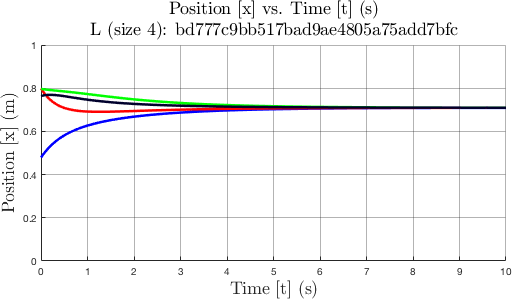 Position [x] vs. Time [t] (s)
L (size 4): bd777c9bb517bad9ae4805a75add7bfc
Position [x] (m)
1
0.8
0.6
0.4
0.2
0
0 1 2 3 4 5 6 7 8 9 10
Time [t] (s)